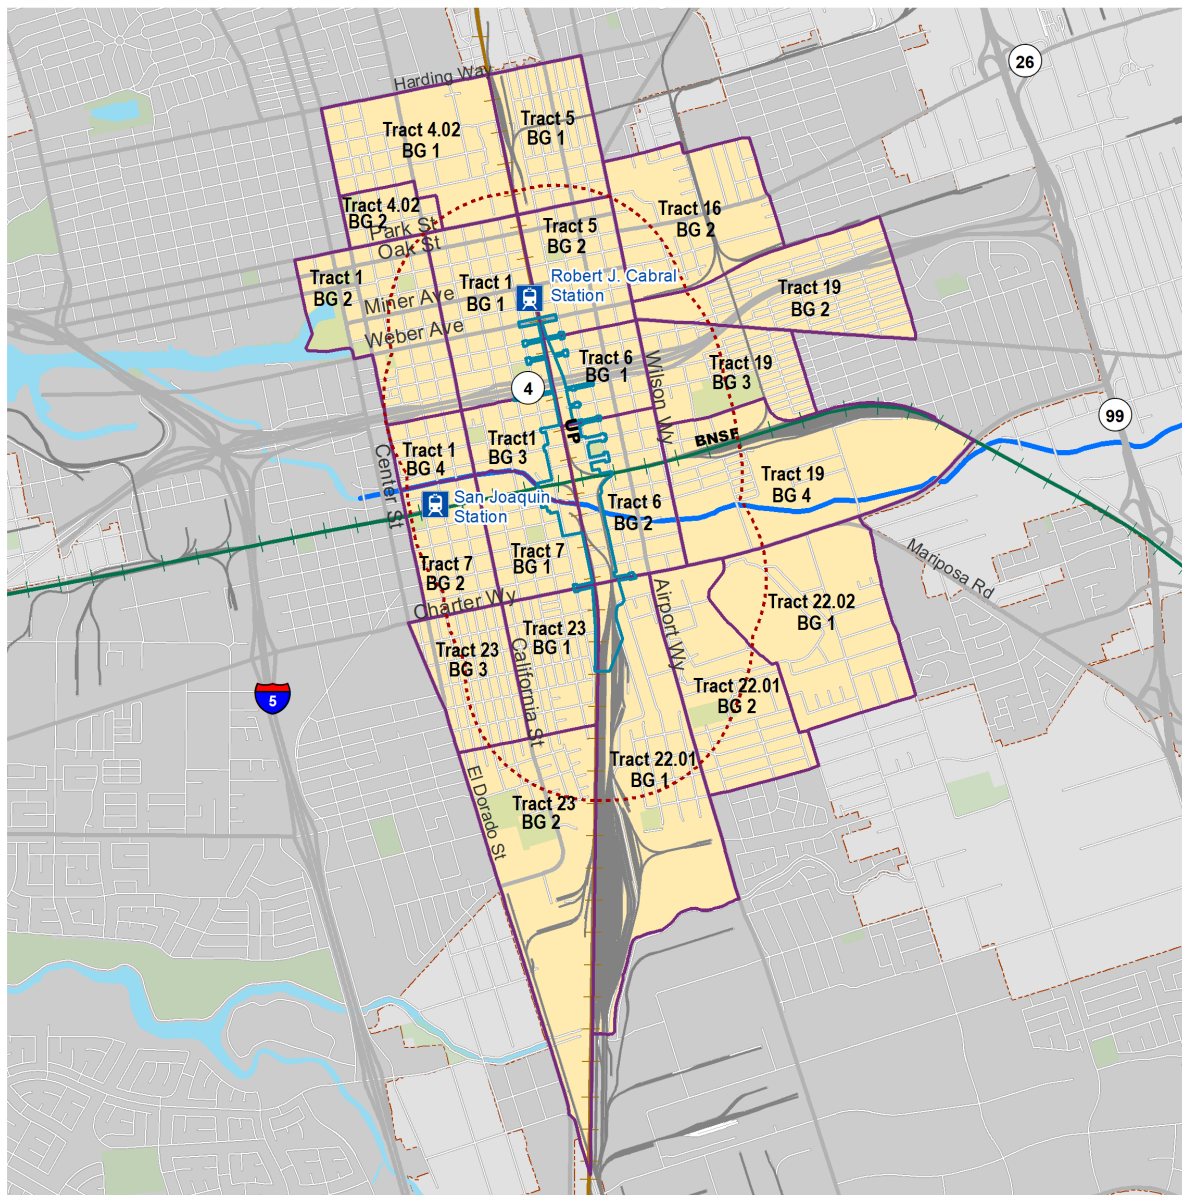 26
Harding Way
Tract 5
BG 1
Tract 4.02
BG 1
Tract 4.02
BG 2
Park St
Oak St
Tract 16
BG 2
Tract 5
BG 2
Tract 1
BG 2
Tract 1
BG 1
Robert J. Cabral
Station
Miner Ave
Weber Ave
Tract 19
BG 2
Tract 6
BG 1
Wilson Wy
Tract 19
BG 3
4
99
UP
BNSF
Tract1
BG 3
Tract 1
BG 4
Center St
Tract 19
BG 4
San Joaquin
Station
Tract 6
BG 2
Tract 7
BG 1
Tract 7
BG 2
Mariposa Rd
Charter Wy
Airport Wy
Tract 22.02
BG 1
Tract 23
BG 1
Tract 23
BG 3
California St
5
Tract 22.01
BG 2
Tract 22.01
BG 1
El Dorado St
Tract 23
BG 2